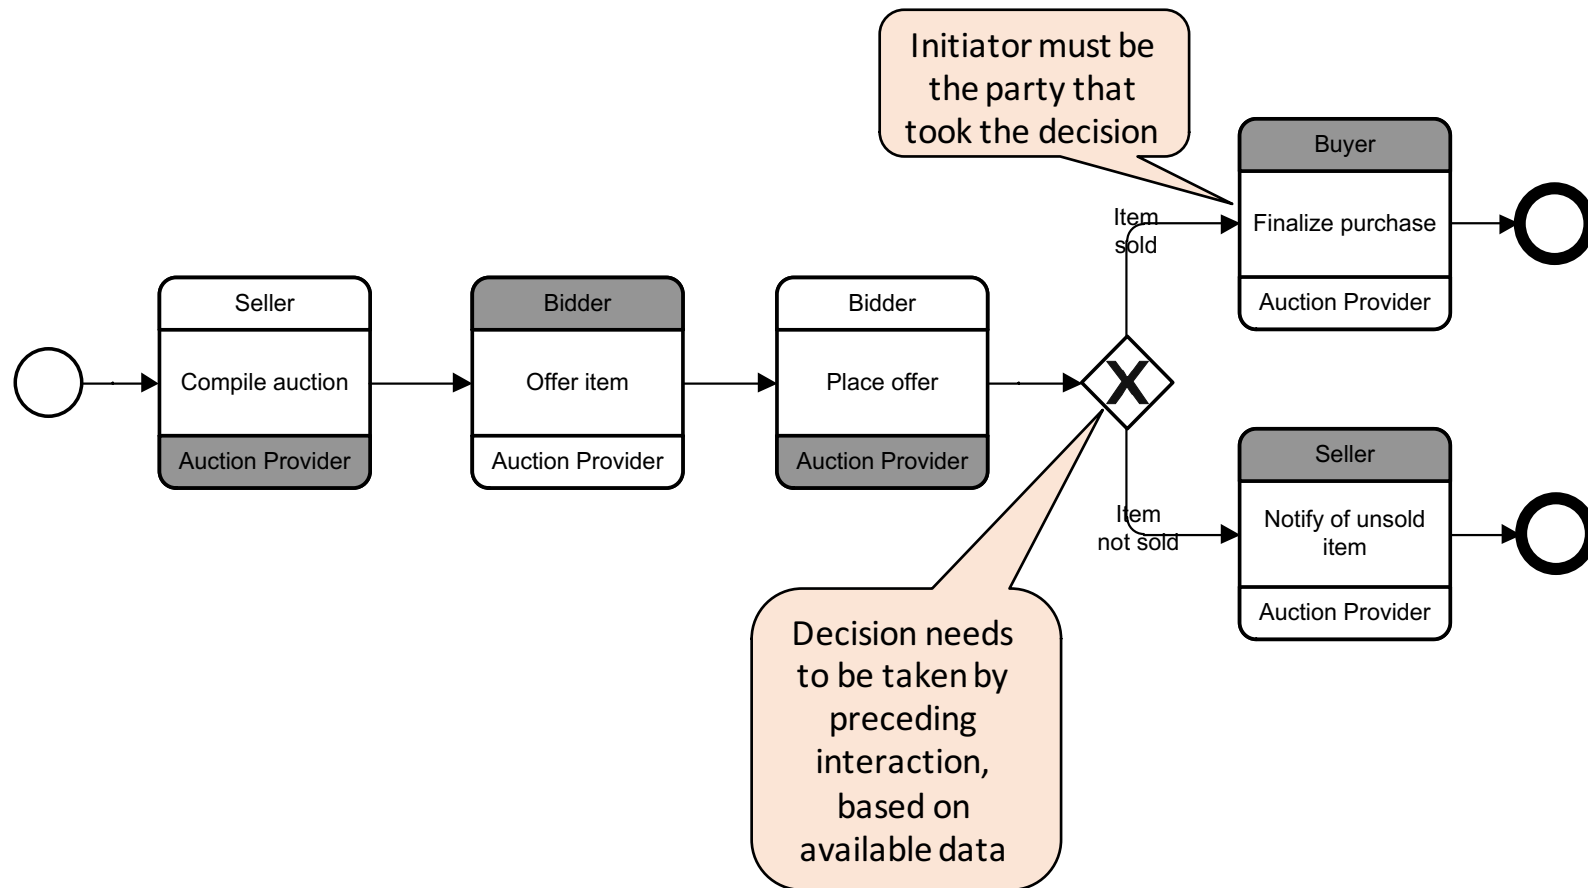 Initiator must be
the party that
took the decision
Buyer
Finalize purchase
Auction Provider
Item
sold
Seller
Compile auction
Auction Provider
Bidder
Offer item
Auction Provider
Bidder
Place offer
Auction Provider
X
Item
not sold
Seller
Notify of unsold
item
Auction Provider
Decision needs
to be taken by
preceding
interaction,
based on
available data